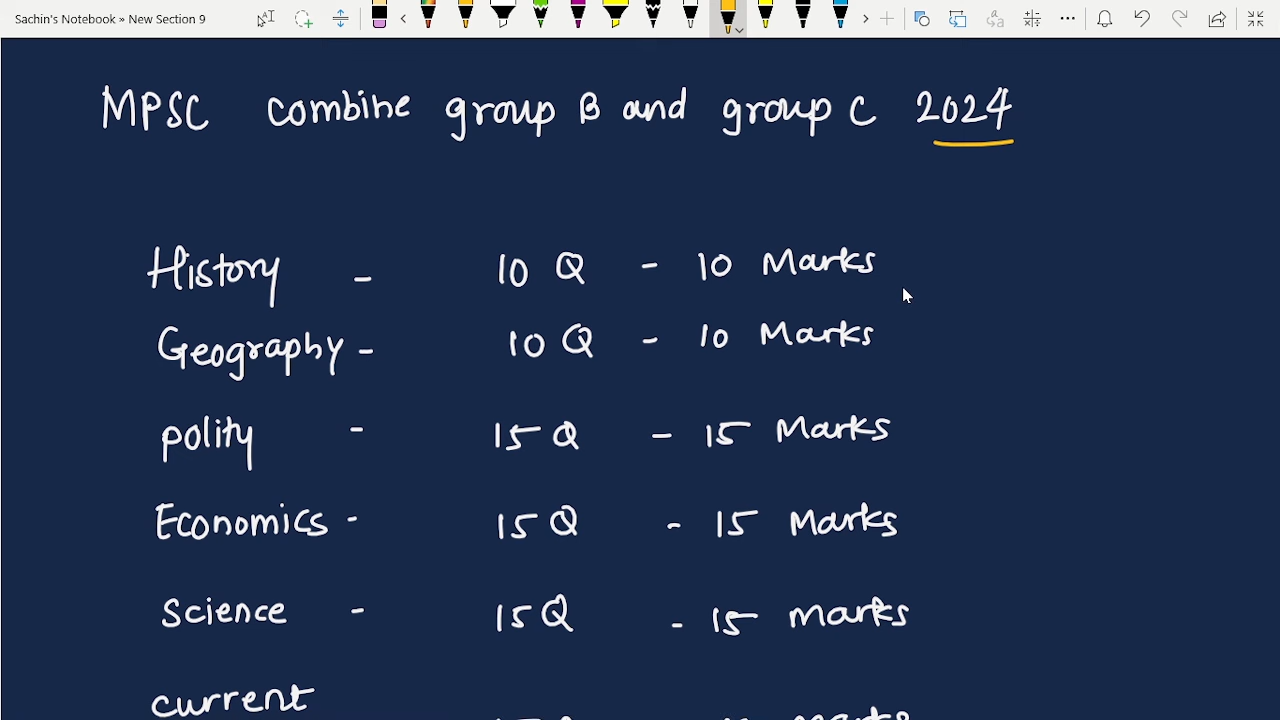 Sachin's Notebook » New Section 9
MPSC combine group B and group C 2024
History - 10 Q - 10 Marks
Geography - 10 Q - 10 Marks
polity - 15 Q - 15 Marks
Economics - 15 Q - 15 Marks
Science - 15 Q - 15 Marks
current